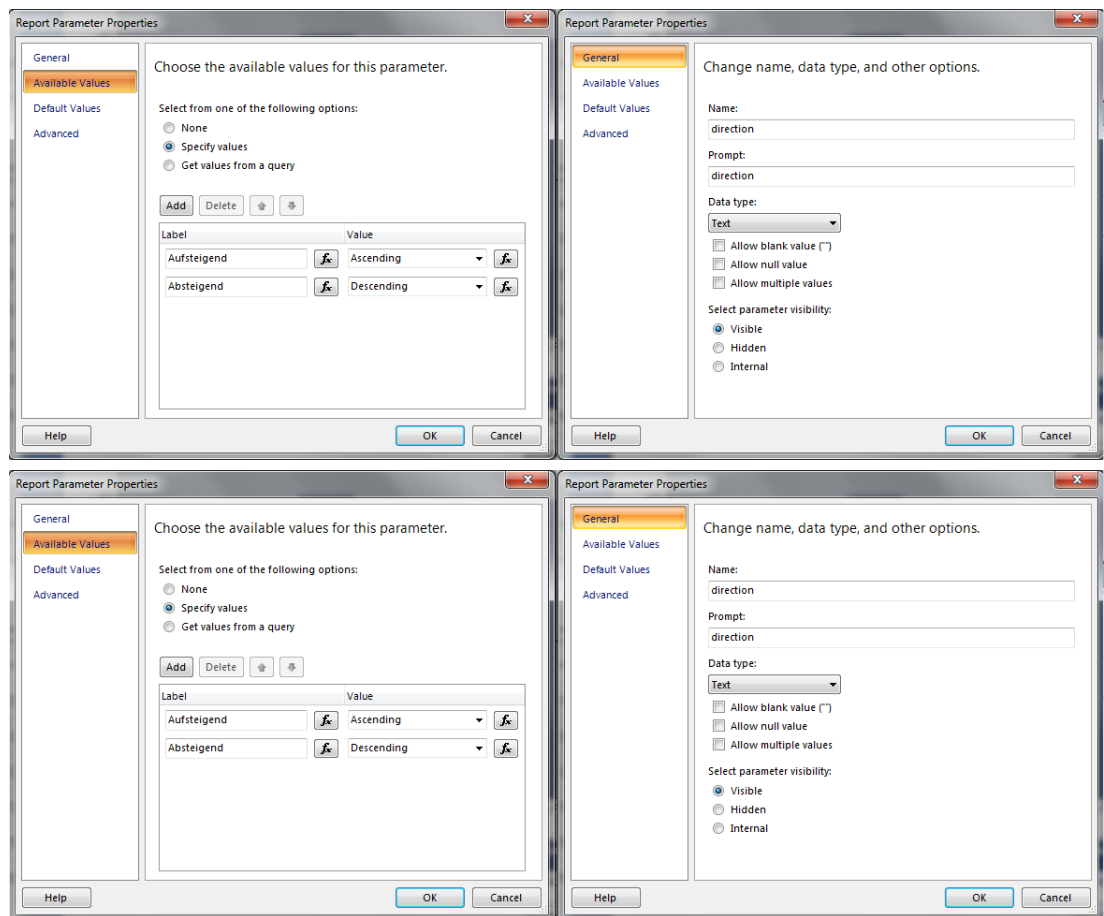 Report Parameter Properties
General
Available Values
Default Values
Advanced
Choose the available values for this parameter.
Select from one of the following options:
None
Specify values
Get values from a query
Add Delete
Label Value
Aufsteigend fx Ascending fx
Absteigend fx Descending fx
Help OK Cancel
Report Parameter Properties
General
Available Values
Default Values
Advanced
Change name, data type, and other options.
Name:
direction
Prompt:
direction
Data type:
Text
Allow blank value ("")
Allow null value
Allow multiple values
Select parameter visibility:
Visible
Hidden
Internal
Help OK Cancel
Report Parameter Properties
General
Available Values
Default Values
Advanced
Choose the available values for this parameter.
Select from one of the following options:
None
Specify values
Get values from a query
Add Delete
Label Value
Aufsteigend fx Ascending fx
Absteigend fx Descending fx
Help OK Cancel
Report Parameter Properties
General
Available Values
Default Values
Advanced
Change name, data type, and other options.
Name:
direction
Prompt:
direction
Data type:
Text
Allow blank value ("")
Allow null value
Allow multiple values
Select parameter visibility:
Visible
Hidden
Internal
Help OK Cancel